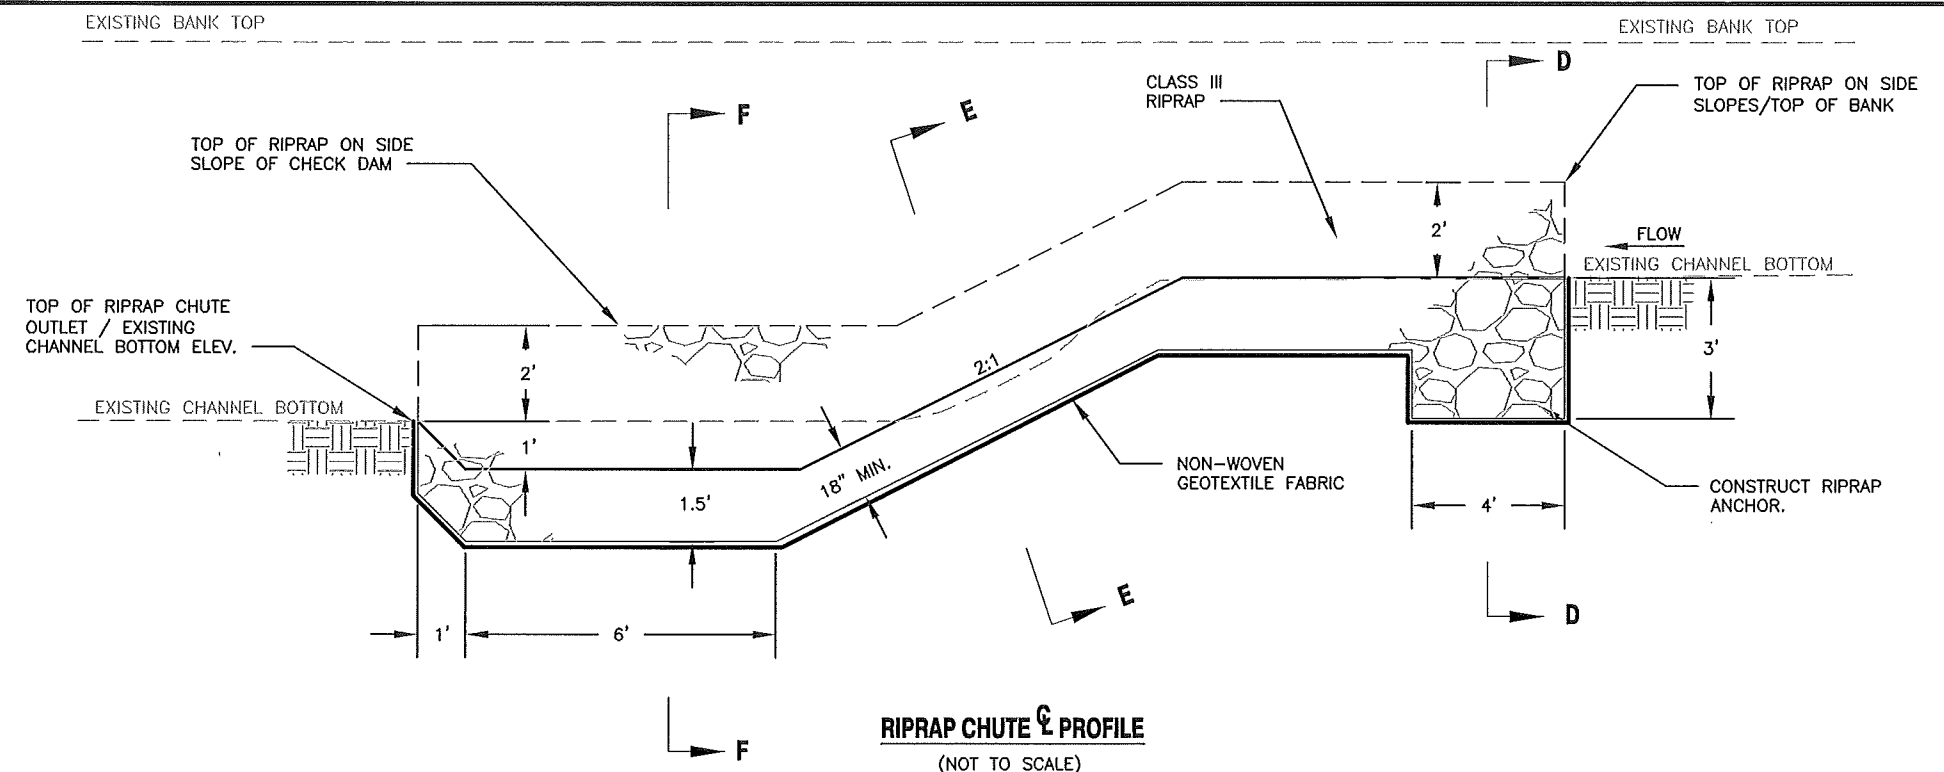 EXISTING BANK TOP
EXISTING BANK TOP
D
CLASS III
RIPRAP
TOP OF RIPRAP ON SIDE
SLOPES/TOP OF BANK
F
E
TOP OF RIPRAP ON SIDE
SLOPE OF CHECK DAM
2'
FLOW
EXISTING CHANNEL BOTTOM
TOP OF RIPRAP CHUTE
OUTLET / EXISTING
CHANNEL BOTTOM ELEV.
2'
2:1
3'
EXISTING CHANNEL BOTTOM
1'
18" MIN.
1.5'
NON-WOVEN
GEOTEXTILE FABRIC
4'
CONSTRUCT RIPRAP
ANCHOR.
E
D
1'
6'
F
RIPRAP CHUTE ℄ PROFILE
(NOT TO SCALE)